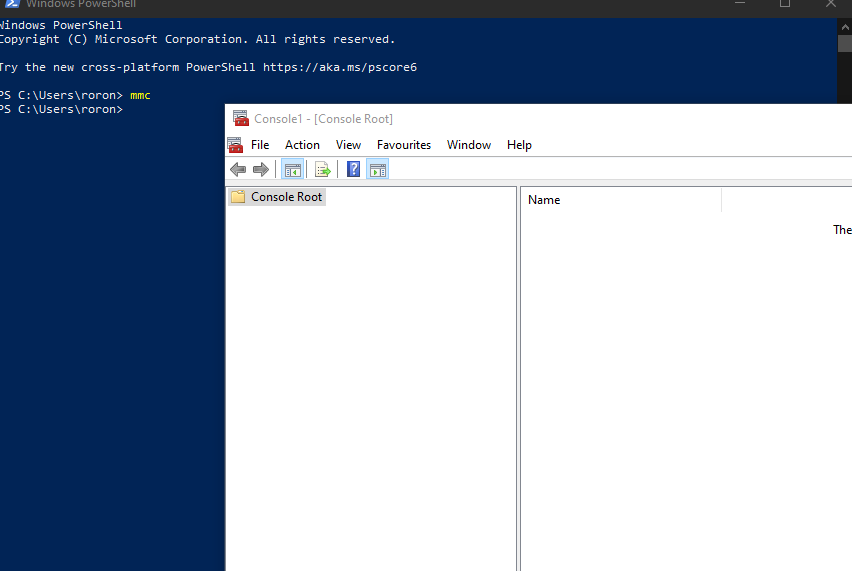 Windows PowerShell
Windows PowerShell
Copyright (C) Microsoft Corporation. All rights reserved.
Try the new cross-platform PowerShell https://aka.ms/pscore6
PS C:\Users\roron> mmc
PS C:\Users\roron>
Console1 - [Console Root]
File Action View Favourites Window Help
Console Root
Name
The